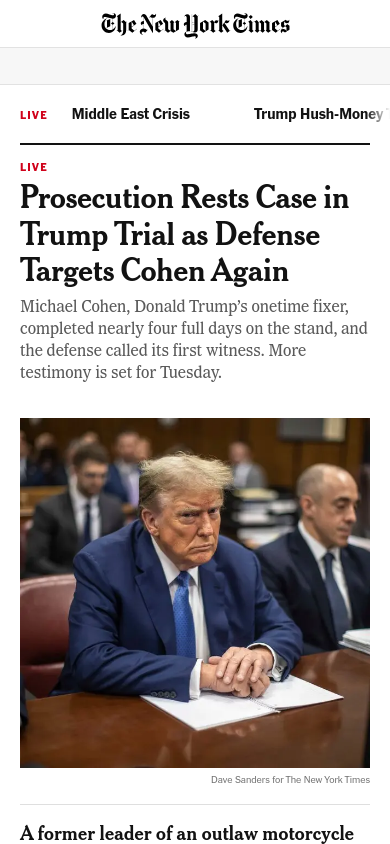 The New York Times
LIVE Middle East Crisis Trump Hush-Money
LIVE
Prosecution Rests Case in
Trump Trial as Defense
Targets Cohen Again
Michael Cohen, Donald Trump’s onetime fixer,
completed nearly four full days on the stand, and
the defense called its first witness. More
testimony is set for Tuesday.
Dave Sanders for The New York Times
A former leader of an outlaw motorcycle